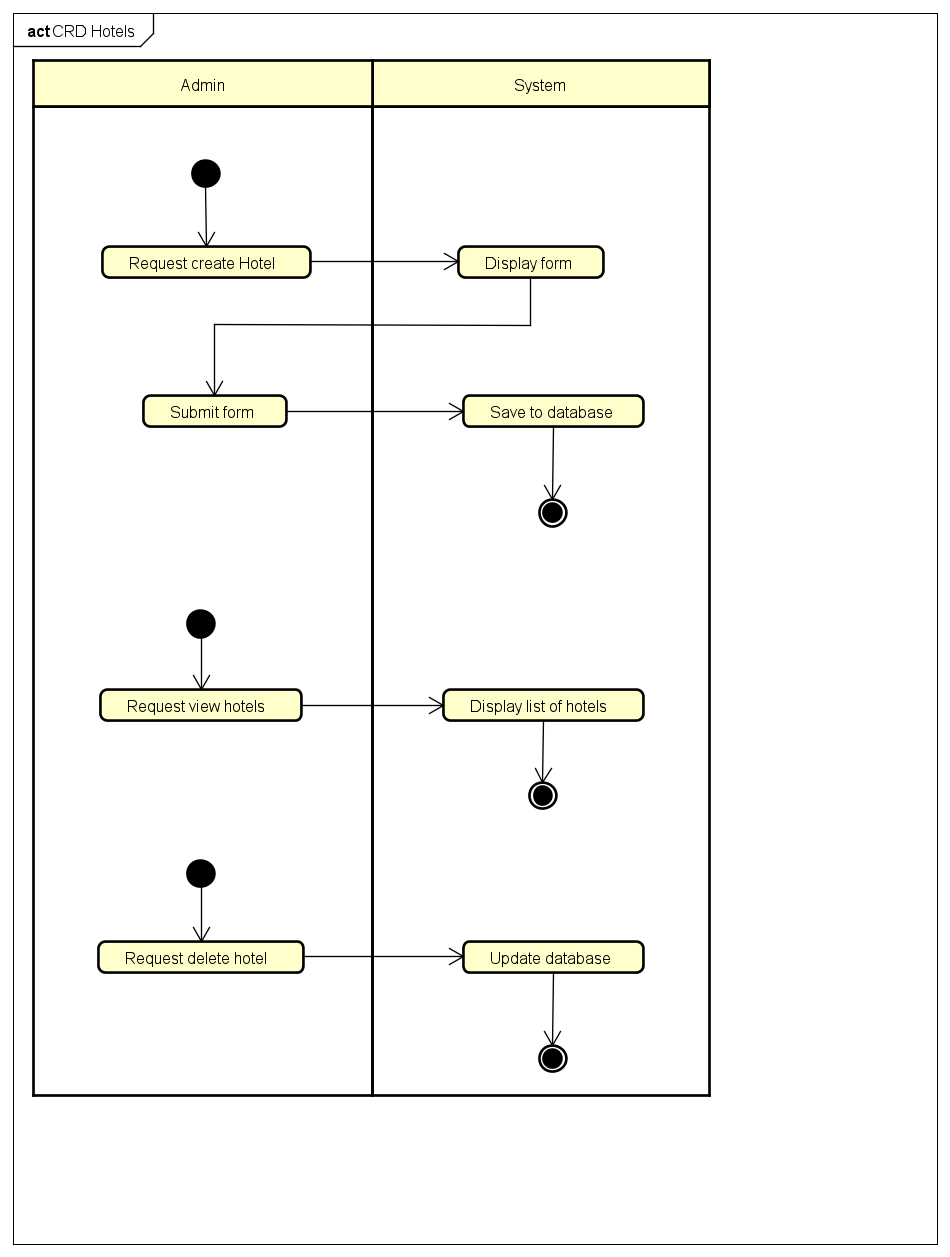 act CRD Hotels
Admin
System
Request create Hotel
Display form
Submit form
Save to database
Request view hotels
Display list of hotels
Request delete hotel
Update database